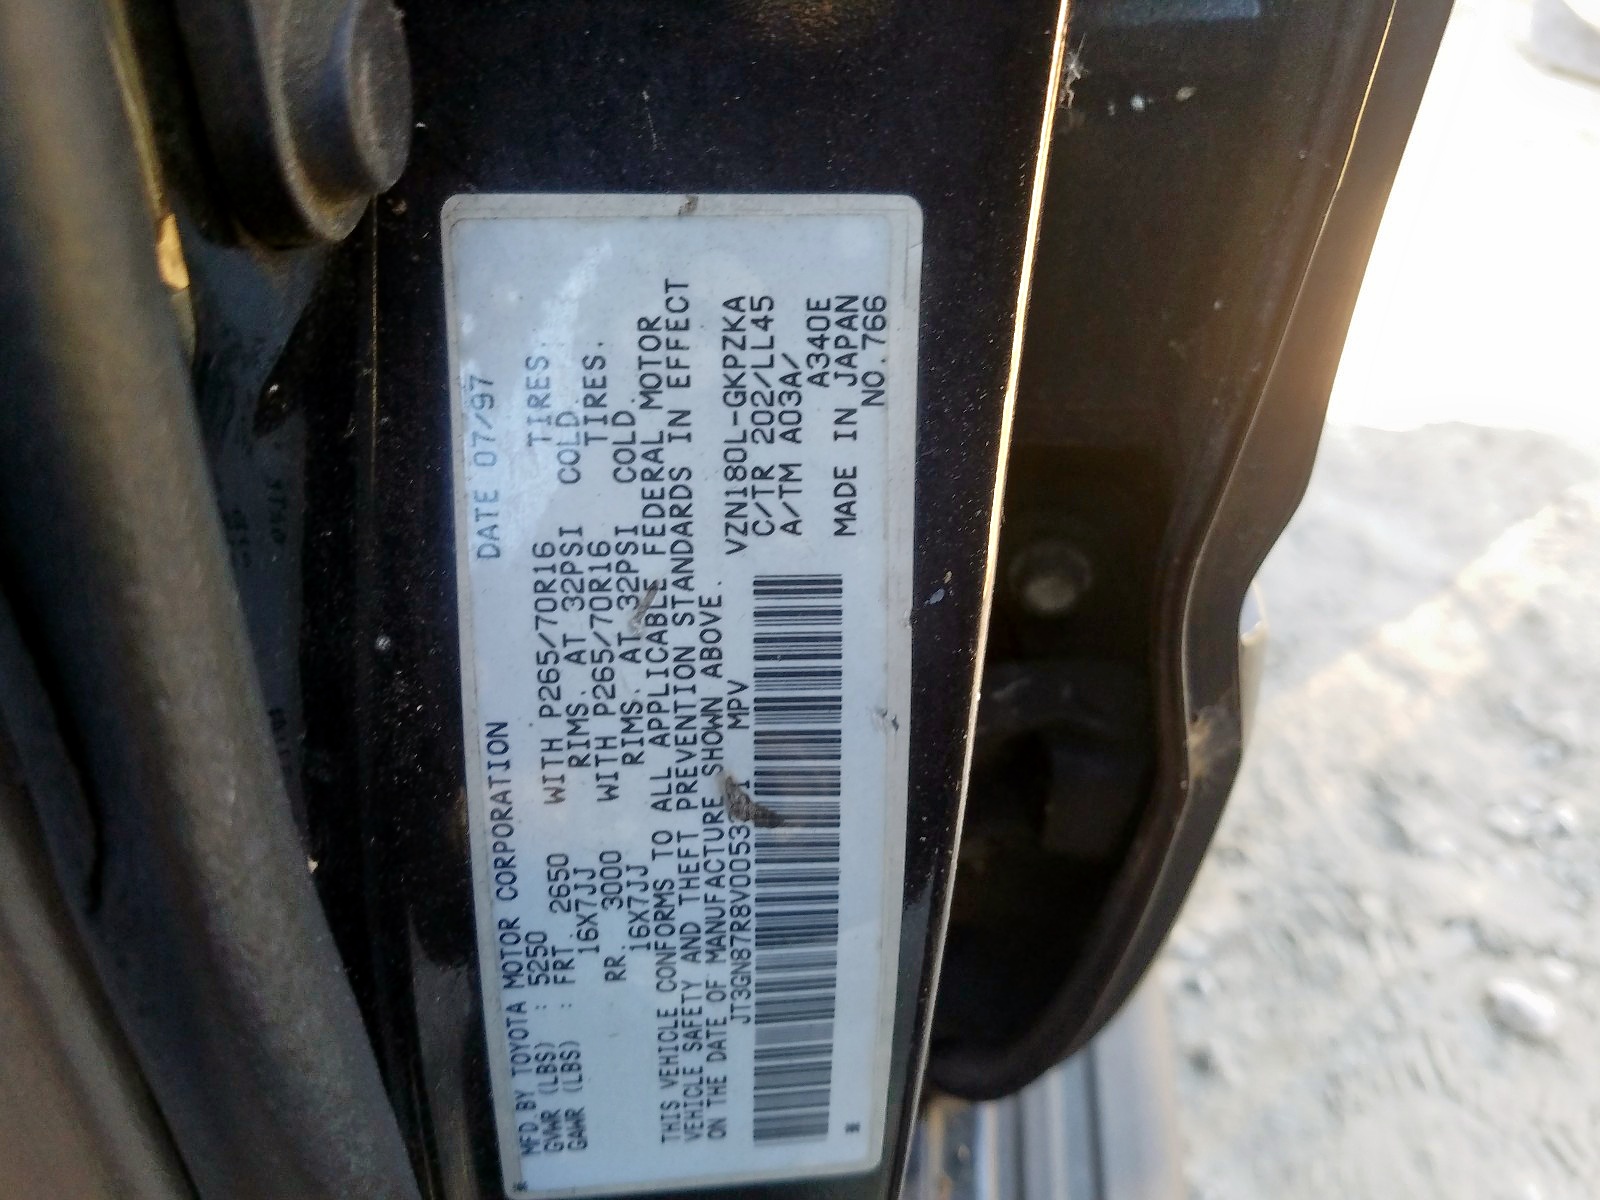 MFD. BY TOYOTA MOTOR CORPORATION DATE 07/97
GVWR (LBS) : 5250
GAWR (LBS) : FRT. 2650 WITH P265/70R16 TIRES.
16X7JJ RIMS. AT 32PSI COLD.
RR. 3000 WITH P265/70R16 TIRES.
16X7JJ RIMS. AT 32PSI COLD
THIS VEHICLE CONFORMS TO ALL APPLICABLE FEDERAL MOTOR
VEHICLE SAFETY AND THEFT PREVENTION STANDARDS IN EFFECT
ON THE DATE OF MANUFACTURE SHOWN ABOVE.
MPV
VZN180L-GKPZKA
C/TR 202/LL45
A/TM A03A/
A340E
MADE IN JAPAN
NO.766